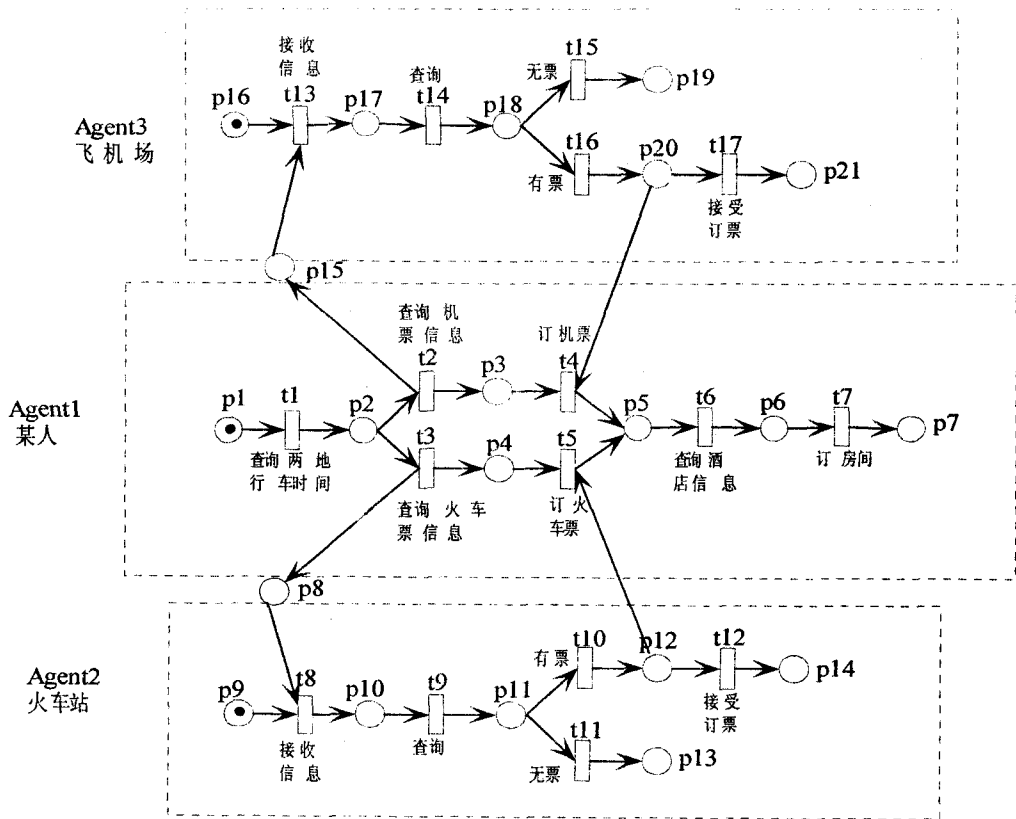 接收
信息
t15
无票
p19
查询
p16
t13
p17
t14
p18
Agent3
飞机场
t16
p20
t17
有票
p21
接受
订票
p15
查询 机
票信息
订机票
t2
p3
t4
Agent1
某人
p1
t1
p2
p5
t6
p6
t7
p7
t3
p4
t5
查询两地
行车时间
查询酒
店信息
订房间
查询 火车
票信息
订火
车票
p8
t10
p12
t12
有票
p14
Agent2
火车站
p9
t8
p10
t9
p11
接受
订票
接收
信息
查询
t11
无票
p13